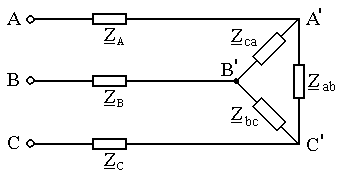 A Z_A A'
Z_ca
B Z_B B' Z_ab
Z_bc
C Z_C C'